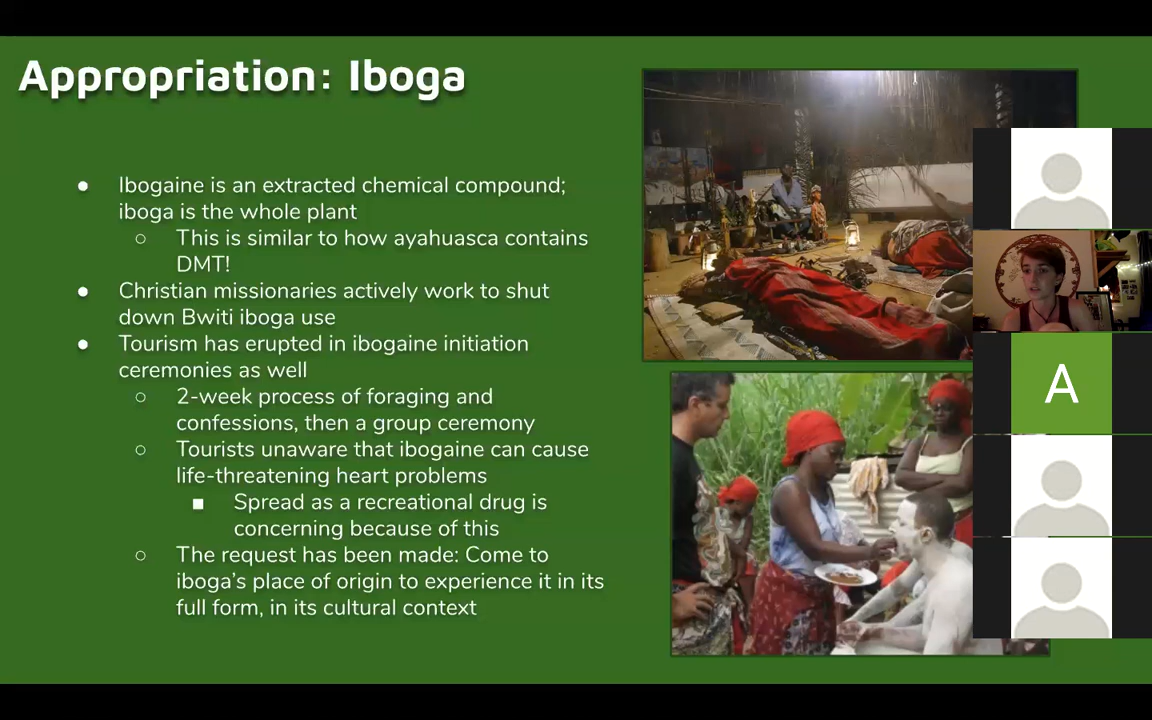 Appropriation: Iboga
● Ibogaine is an extracted chemical compound;
iboga is the whole plant
○ This is similar to how ayahuasca contains
DMT!
● Christian missionaries actively work to shut
down Bwiti iboga use
● Tourism has erupted in ibogaine initiation
ceremonies as well
○ 2-week process of foraging and
confessions, then a group ceremony
○ Tourists unaware that ibogaine can cause
life-threatening heart problems
■ Spread as a recreational drug is
concerning because of this
○ The request has been made: Come to
iboga's place of origin to experience it in its
full form, in its cultural context
A